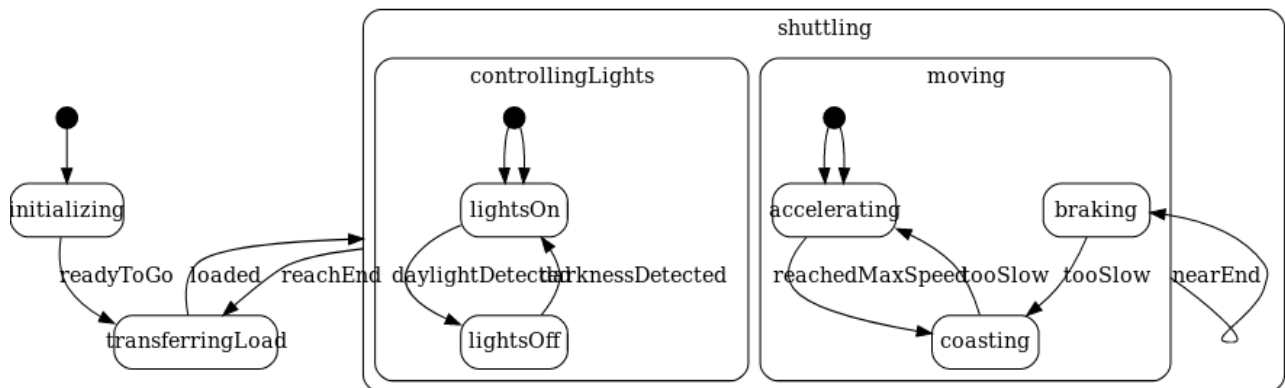 shuttling
controllingLights
moving
initializing
lightsOn
accelerating
braking
readyToGo
loaded
reachEnd
daylightDetected
darknessDetected
reachedMaxSpeed
tooSlow
tooSlow
nearEnd
transferringLoad
lightsOff
coasting